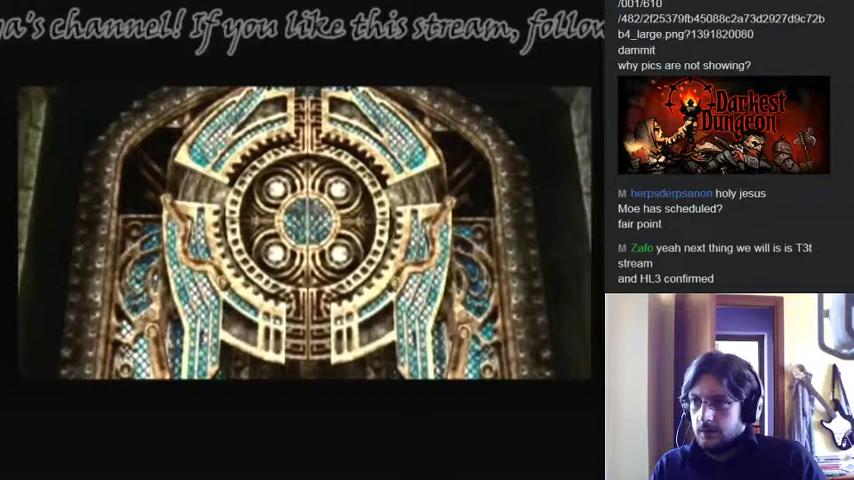 a's channel! If you like this stream, follow
/001/610
/482/2f25379fb45088c2a73d2927d9c72b
b4_large.png?1391820080
dammit
why pics are not showing?
Darkest
Dungeon
M herpsderpsanon holy jesus
Moe has scheduled?
fair point
M Zafo yeah next thing we will is is T3t
stream
and HL3 confirmed